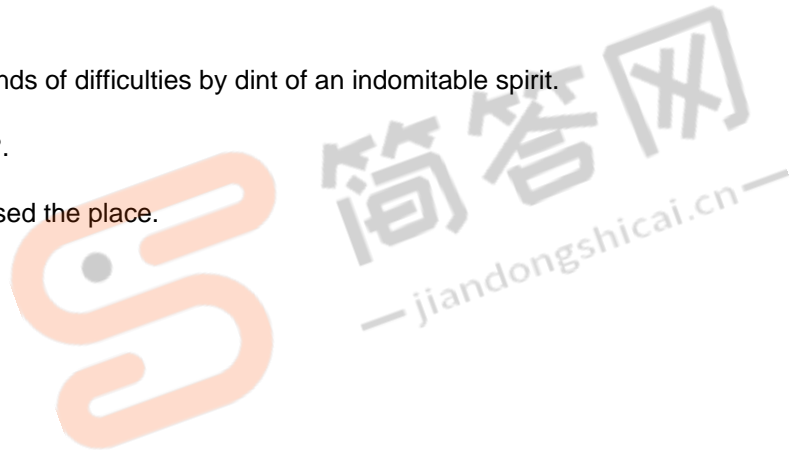 nds of difficulties by dint of an indomitable spirit.
.
sed the place.
简答网
jiandongshicai.cn